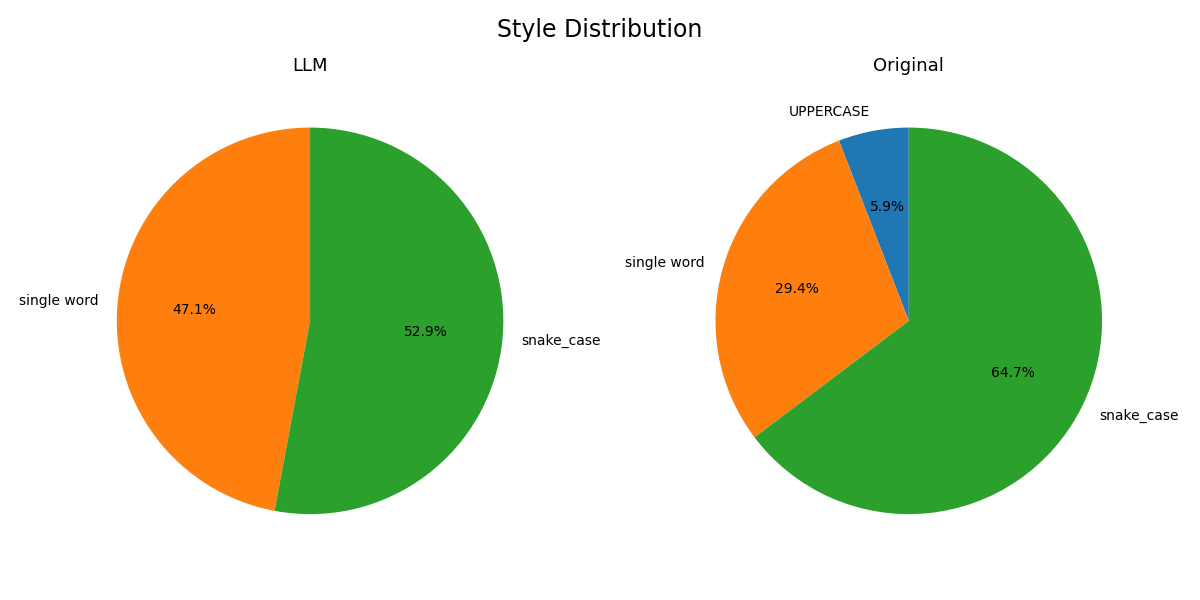 Style Distribution
LLM
single word
47.1%
52.9%
snake_case
Original
UPPERCASE
5.9%
single word
29.4%
64.7%
snake_case